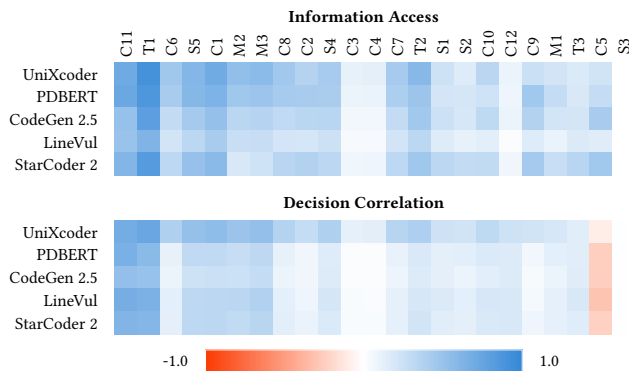 Information Access
C11 T1 C6 S5 C1 M2 M3 C8 C2 S4 C3 C4 C7 T2 S1 S2 C10 C12 C9 M1 T3 C5 S3
UniXcoder
PDBERT
CodeGen 2.5
LineVul
StarCoder 2
Decision Correlation
UniXcoder
PDBERT
CodeGen 2.5
LineVul
StarCoder 2
-1.0 1.0